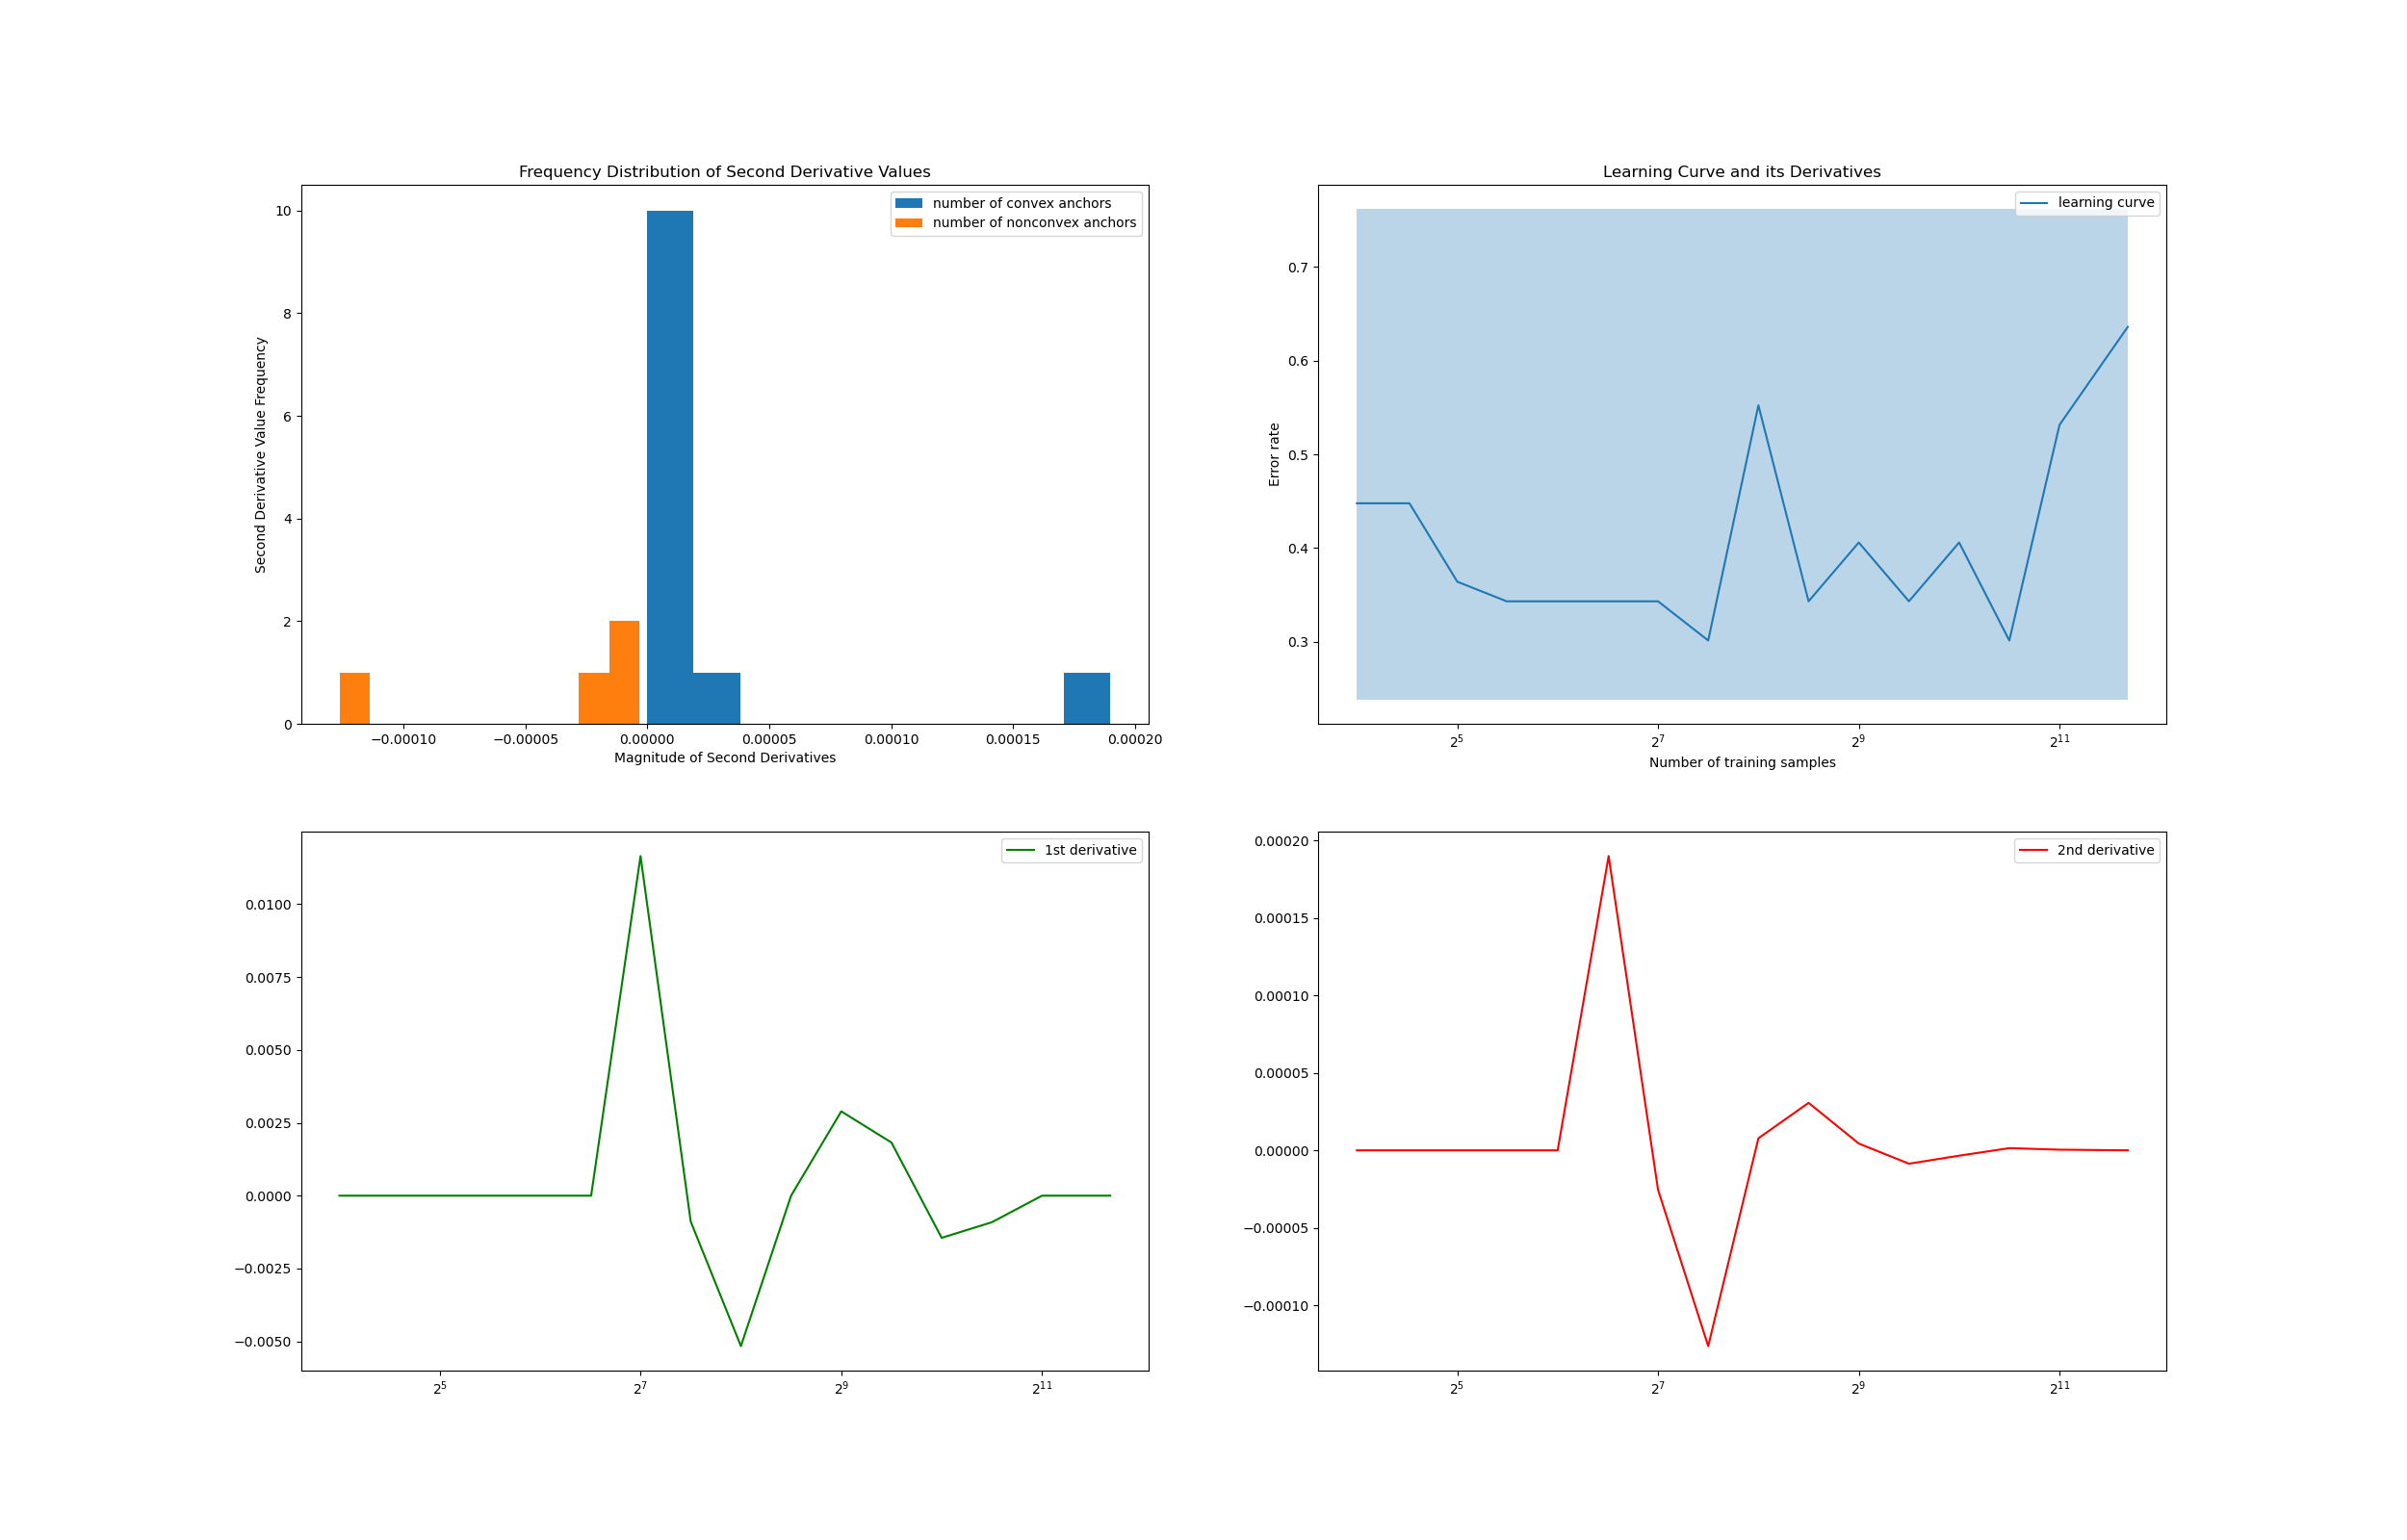 Frequency Distribution of Second Derivative Values
number of convex anchors
number of nonconvex anchors
10
8
6
4
2
0
Second Derivative Value Frequency
−0.00010 −0.00005 0.00000 0.00005 0.00010 0.00015 0.00020
Magnitude of Second Derivatives
Learning Curve and its Derivatives
learning curve
0.7
0.6
0.5
0.4
0.3
Error rate
2^5 2^7 2^9 2^11
Number of training samples
1st derivative
0.0100
0.0075
0.0050
0.0025
0.0000
−0.0025
−0.0050
2^5 2^7 2^9 2^11
2nd derivative
0.00020
0.00015
0.00010
0.00005
0.00000
−0.00005
−0.00010
2^5 2^7 2^9 2^11